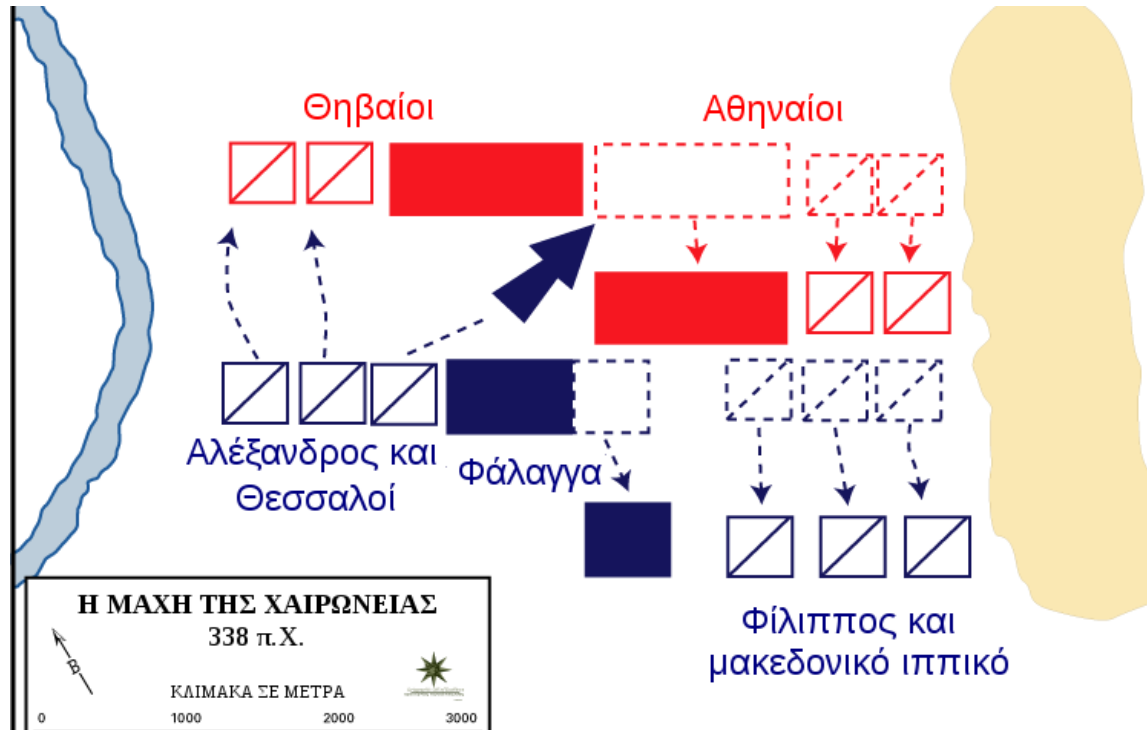 Θηβαίοι
Αθηναίοι
Αλέξανδρος και
Θεσσαλοί
Φάλαγγα
Φίλιππος και
μακεδονικό ιππικό
Η ΜΑΧΗ ΤΗΣ ΧΑΙΡΩΝΕΙΑΣ
338 π.Χ.
Β
ΚΛΙΜΑΚΑ ΣΕ ΜΕΤΡΑ
0 1000 2000 3000